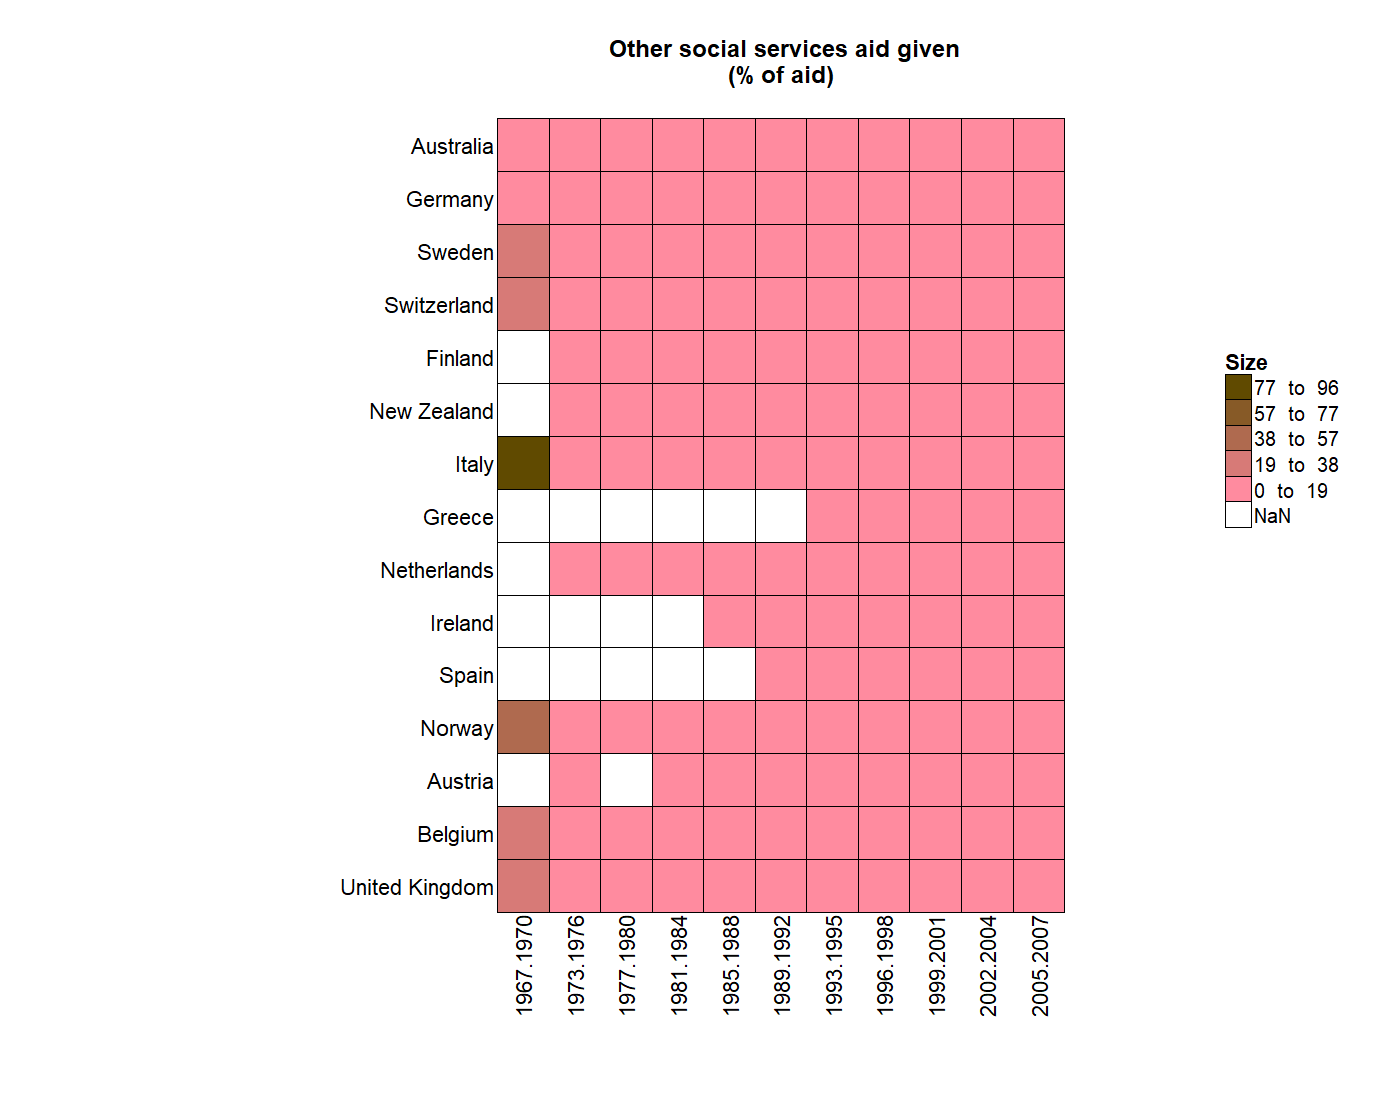 Other social services aid given
(% of aid)
Australia
Germany
Sweden
Switzerland
Finland
New Zealand
Italy
Greece
Netherlands
Ireland
Spain
Norway
Austria
Belgium
United Kingdom
1967.1970
1973.1976
1977.1980
1981.1984
1985.1988
1989.1992
1993.1995
1996.1998
1999.2001
2002.2004
2005.2007
Size
77 to 96
57 to 77
38 to 57
19 to 38
0 to 19
NaN